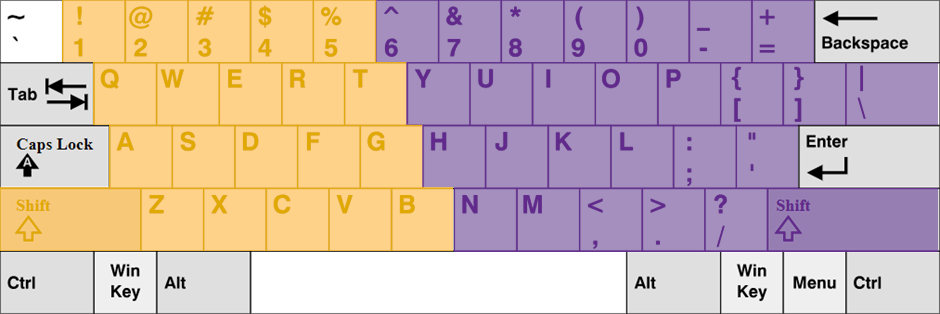 ~ ! @ # $ % ^ & * ( ) _ +
` 1 2 3 4 5 6 7 8 9 0 - = Backspace
Tab Q W E R T Y U I O P { } |
[ ] \
Caps Lock A S D F G H J K L : " Enter
A ; '
Shift Z X C V B N M < > ? Shift
, . /
Ctrl Win Key Alt Alt Win Key Menu Ctrl